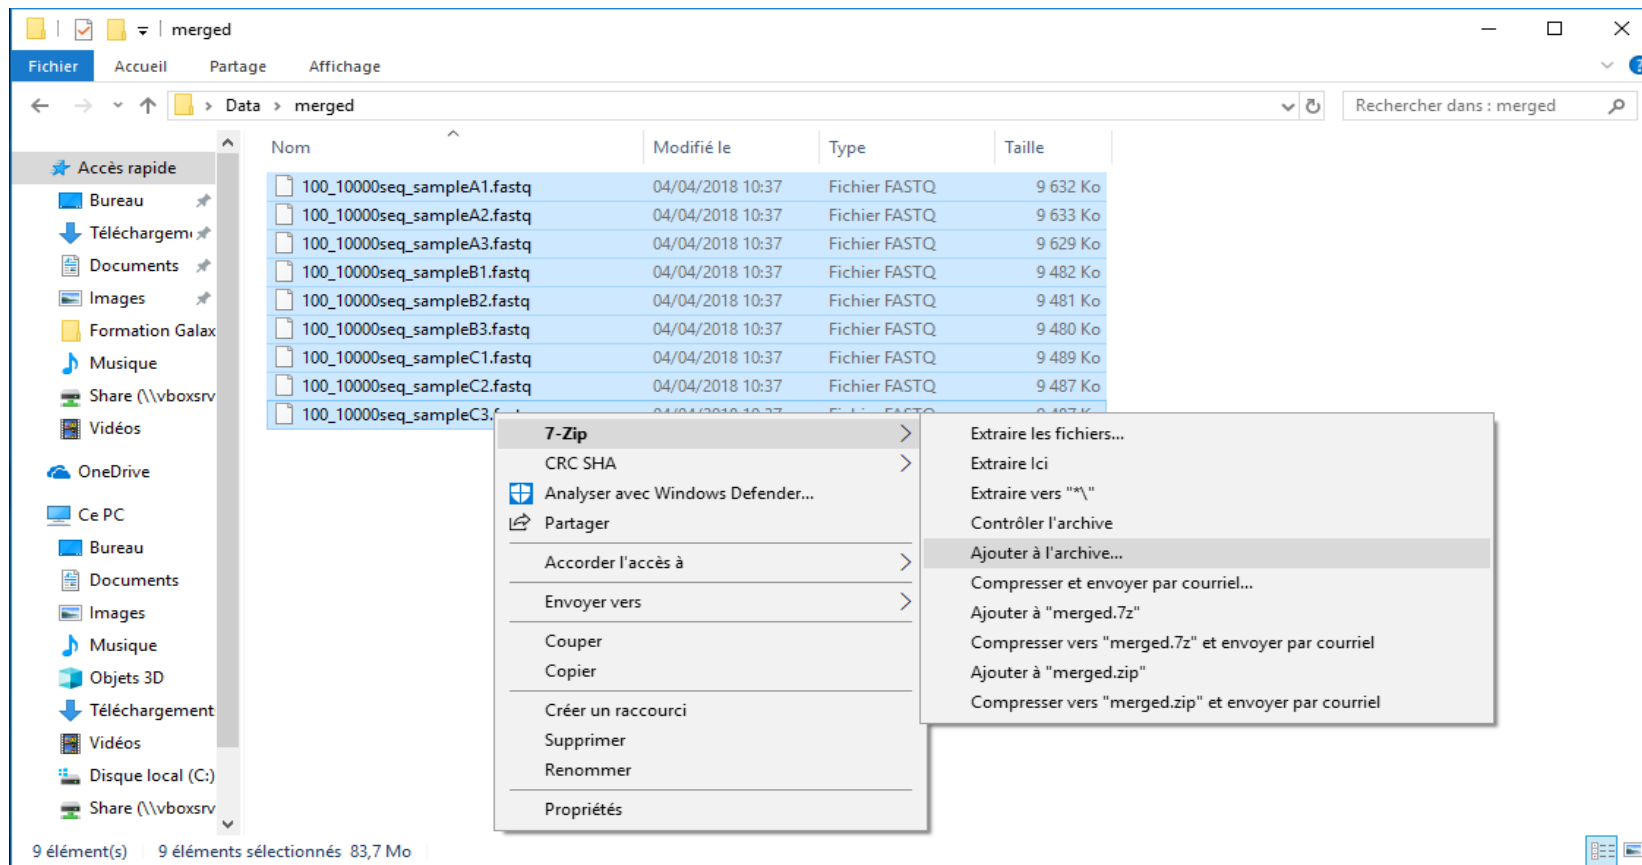 merged
Fichier Accueil Partage Affichage
Data > merged
Rechercher dans : merged
Nom Modifié le Type Taille
Accès rapide
Bureau
Téléchargem
Documents
Images
Formation Galax
Musique
Share (\\vboxsrv
Vidéos
OneDrive
Ce PC
Bureau
Documents
Images
Musique
Objets 3D
Téléchargement
Vidéos
Disque local (C:)
Share (\\vboxsrv
100_10000seq_sampleA1.fastq 04/04/2018 10:37 Fichier FASTQ 9 632 Ko
100_10000seq_sampleA2.fastq 04/04/2018 10:37 Fichier FASTQ 9 633 Ko
100_10000seq_sampleA3.fastq 04/04/2018 10:37 Fichier FASTQ 9 629 Ko
100_10000seq_sampleB1.fastq 04/04/2018 10:37 Fichier FASTQ 9 482 Ko
100_10000seq_sampleB2.fastq 04/04/2018 10:37 Fichier FASTQ 9 481 Ko
100_10000seq_sampleB3.fastq 04/04/2018 10:37 Fichier FASTQ 9 480 Ko
100_10000seq_sampleC1.fastq 04/04/2018 10:37 Fichier FASTQ 9 489 Ko
100_10000seq_sampleC2.fastq 04/04/2018 10:37 Fichier FASTQ 9 487 Ko
100_10000seq_sampleC3.
7-Zip
CRC SHA
Analyser avec Windows Defender...
Partager
Accorder l'accès à
Envoyer vers
Couper
Copier
Créer un raccourci
Supprimer
Renommer
Propriétés
Extraire les fichiers...
Extraire Ici
Extraire vers "*\"
Contrôler l'archive
Ajouter à l'archive...
Compresser et envoyer par courriel...
Ajouter à "merged.7z"
Compresser vers "merged.7z" et envoyer par courriel
Ajouter à "merged.zip"
Compresser vers "merged.zip" et envoyer par courriel
9 élément(s) 9 éléments sélectionnés 83,7 Mo